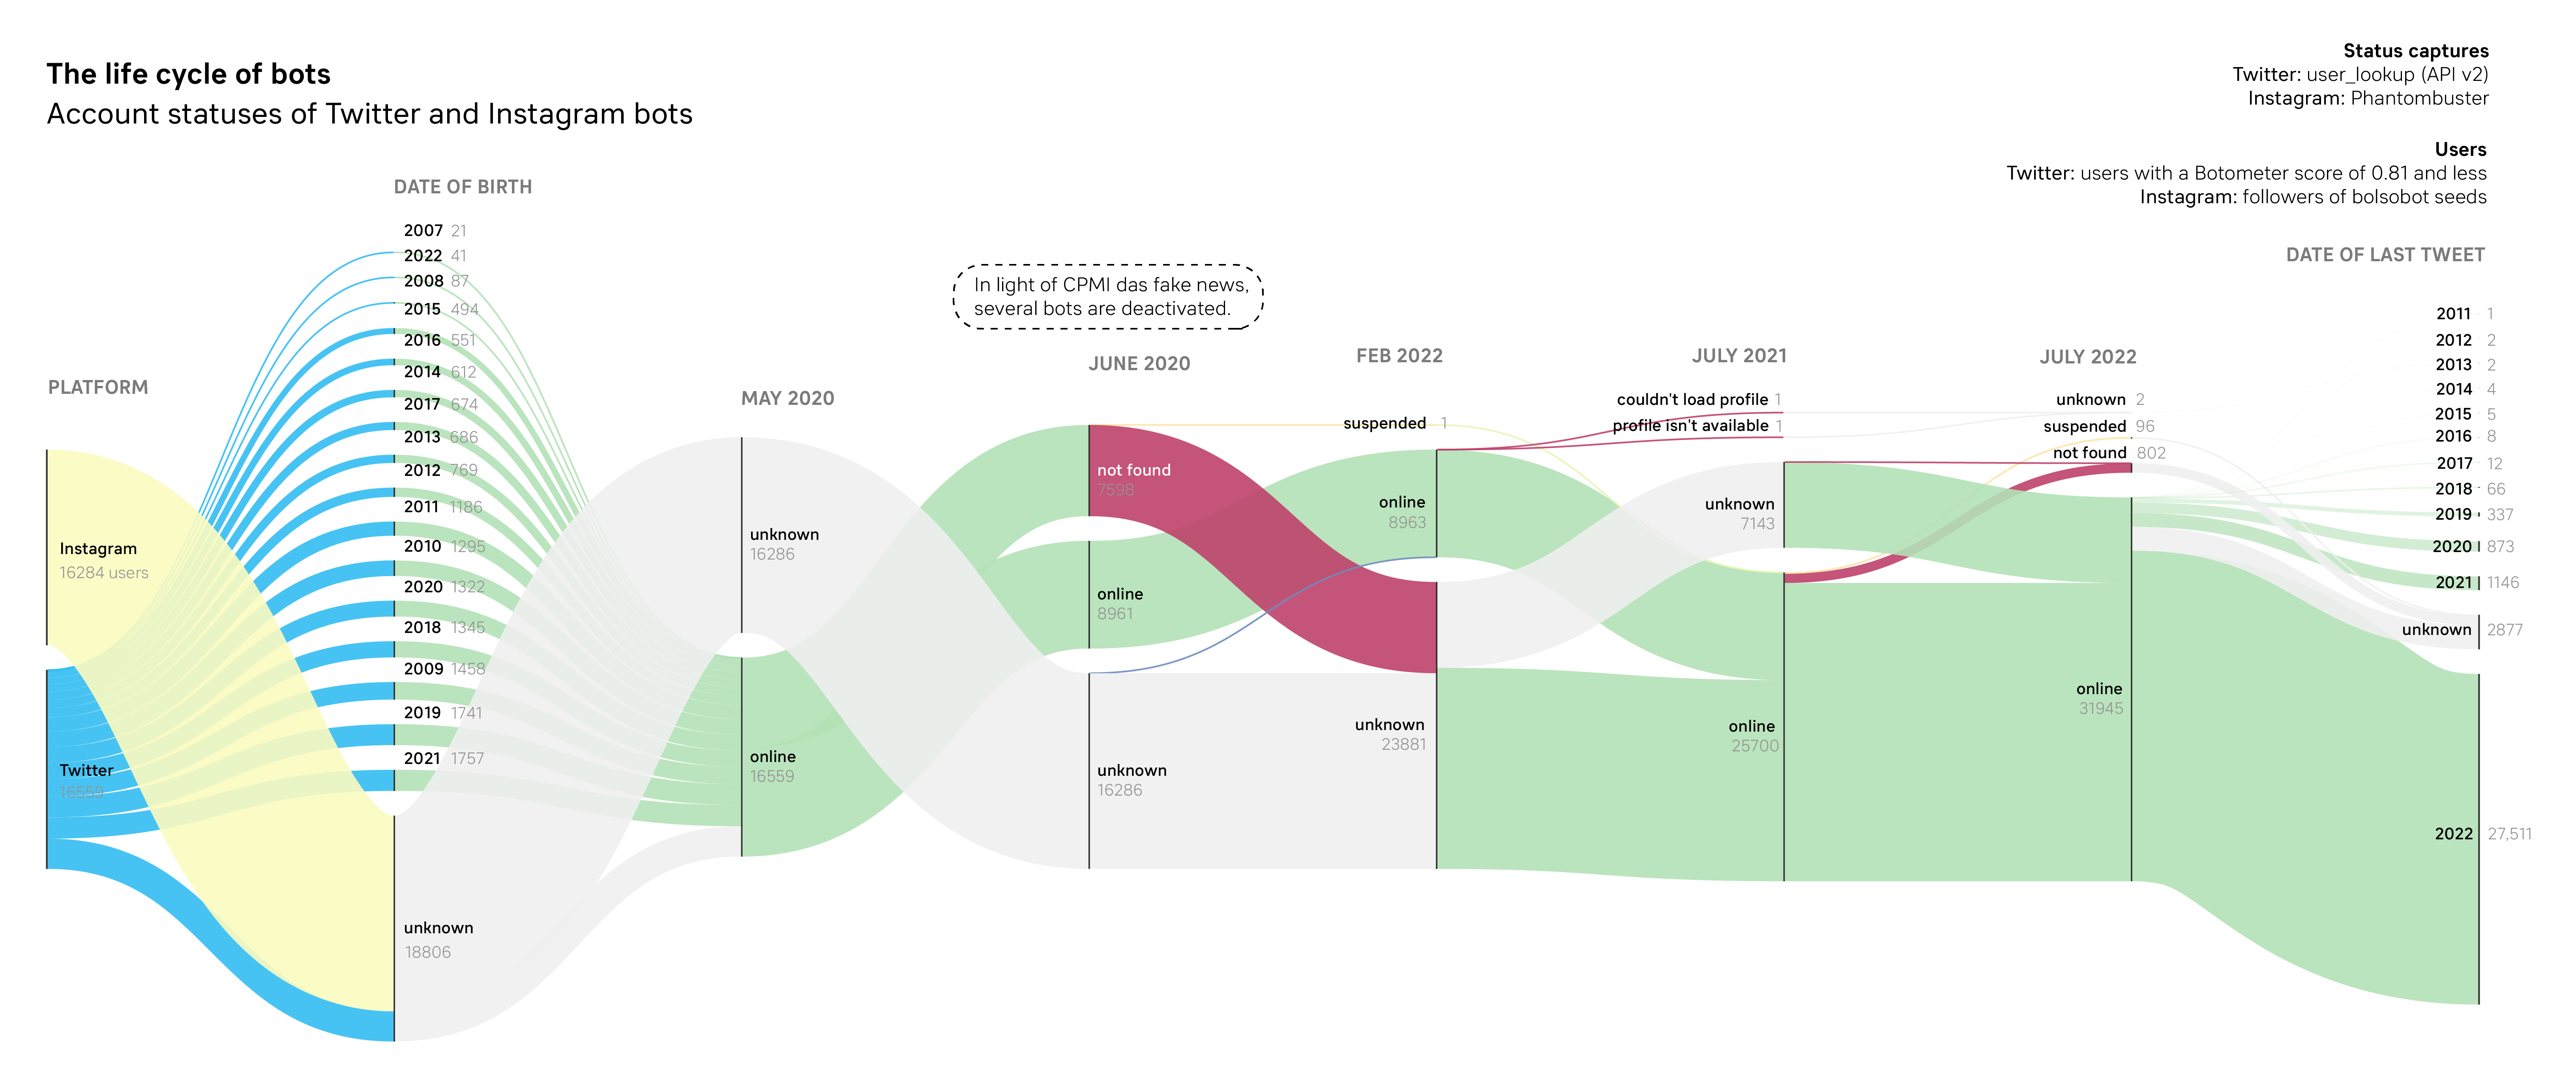 The life cycle of bots
Account statuses of Twitter and Instagram bots
Status captures
Twitter: user_lookup (API v2)
Instagram: Phantombuster
Users
Twitter: users with a Botometer score of 0.81 and less
Instagram: followers of bolsobot seeds
PLATFORM
Instagram
16284 users
Twitter
16559
DATE OF BIRTH
2007 21
2022 41
2008 87
2015 494
2016 551
2014 612
2017 674
2013 686
2012 769
2011 1186
2010 1295
2020 1322
2018 1345
2009 1458
2019 1741
2021 1757
unknown
18806
MAY 2020
unknown
16286
online
16559
In light of CPMI das fake news,
several bots are deactivated.
JUNE 2020
not found
7598
online
8961
unknown
16286
FEB 2022
suspended 1
online
8963
unknown
23881
JULY 2021
couldn't load profile 1
profile isn't available 1
unknown
7143
online
25700
JULY 2022
unknown 2
suspended 96
not found 802
online
31945
DATE OF LAST TWEET
2011 1
2012 2
2013 2
2014 4
2015 5
2016 8
2017 12
2018 66
2019 337
2020 873
2021 1146
unknown 2877
2022 27,511